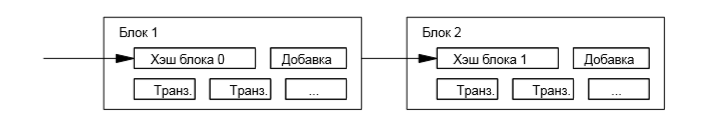 Блок 1
Хэш блока 0 Добавка
Транз. Транз. ...
Блок 2
Хэш блока 1 Добавка
Транз. Транз. ...